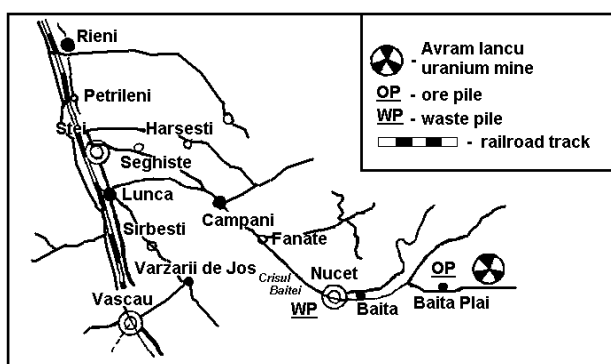 Rieni
Petrileni
Stei
Harsesti
Seghiste
Lunca
Campani
Sirbesti
Fanate
Varzarii de Jos
Crisul
Baitei
Nucet
Vascau
WP
Baita
OP
Baita Plai
- Avram Iancu
uranium mine
OP - ore pile
WP - waste pile
- railroad track